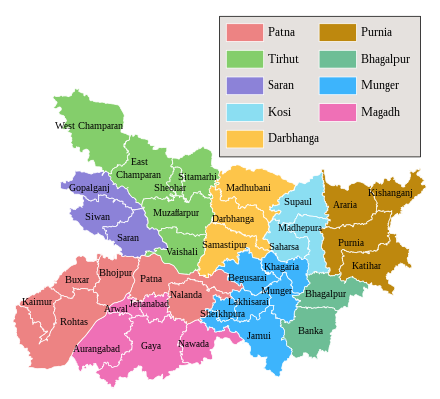 Patna
Purnia
Tirhut
Bhagalpur
Saran
Munger
Kosi
Magadh
Darbhanga
West Champaran
East
Champaran
Sheohar
Sitamarhi
Gopalganj
Siwan
Saran
Muzaffarpur
Vaishali
Madhubani
Darbhanga
Samastipur
Supaul
Madhepura
Saharsa
Araria
Kishanganj
Purnia
Katihar
Buxar
Bhojpur
Patna
Nalanda
Kaimur
Rohtas
Arwal
Jehanabad
Aurangabad
Gaya
Nawada
Begusarai
Khagaria
Munger
Lakhisarai
Sheikhpura
Jamui
Bhagalpur
Banka